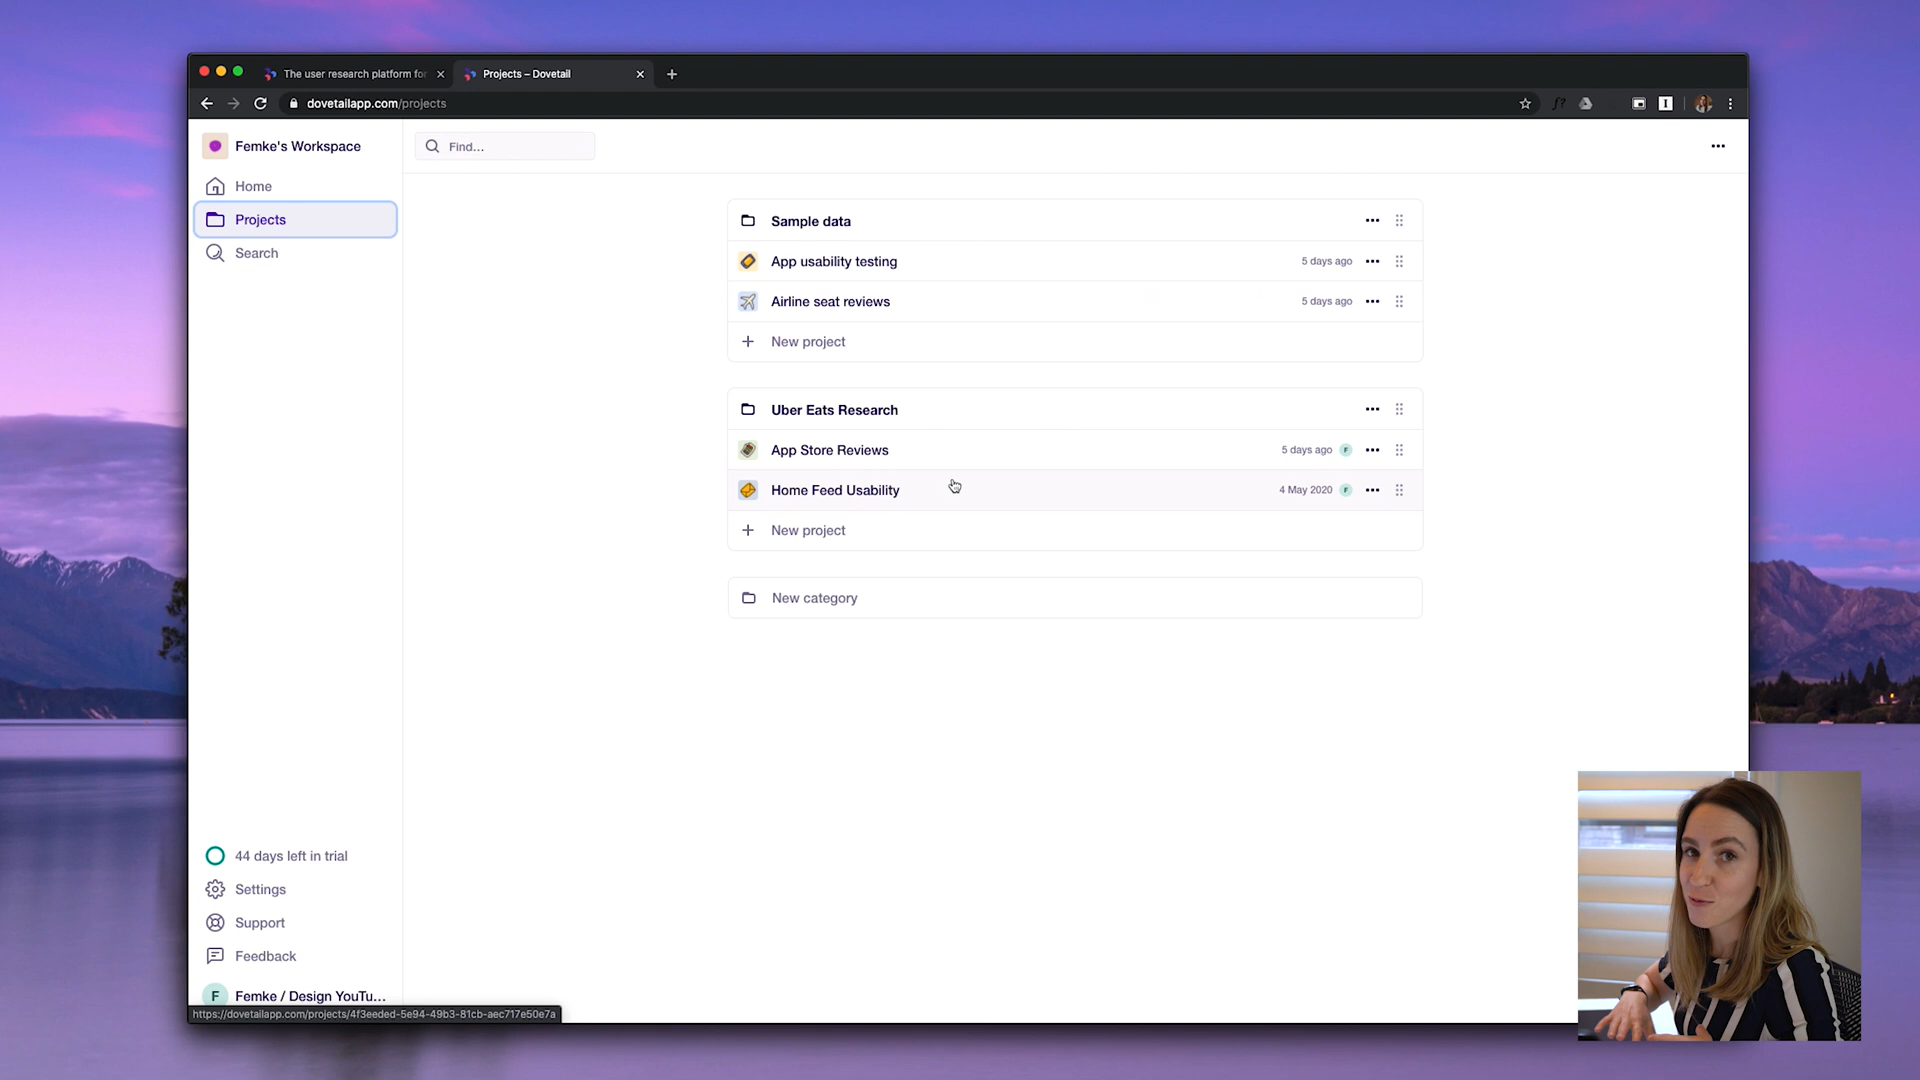 The user research platform for
Projects – Dovetail
dovetailapp.com/projects
Femke's Workspace
Find...
Home
Projects
Search
Sample data
App usability testing
5 days ago
Airline seat reviews
5 days ago
New project
Uber Eats Research
App Store Reviews
5 days ago
F
Home Feed Usability
4 May 2020
F
New project
New category
44 days left in trial
Settings
Support
Feedback
F
Femke / Design YouTu...
https://dovetailapp.com/projects/4f3eeded-5e94-49b3-81cb-aec717e50e7a